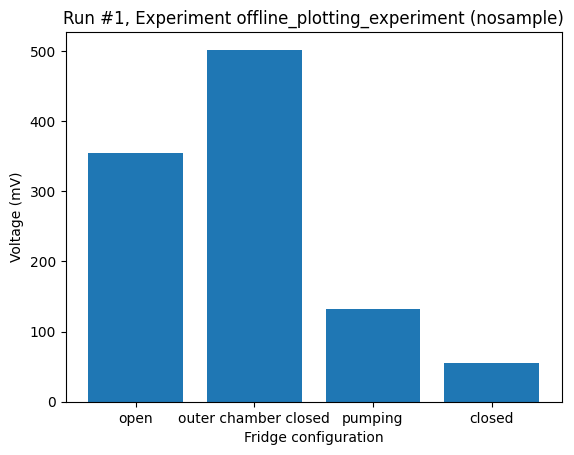 Run #1, Experiment offline_plotting_experiment (nosample)
Voltage (mV)
500
400
300
200
100
0
open outer chamber closed pumping closed
Fridge configuration